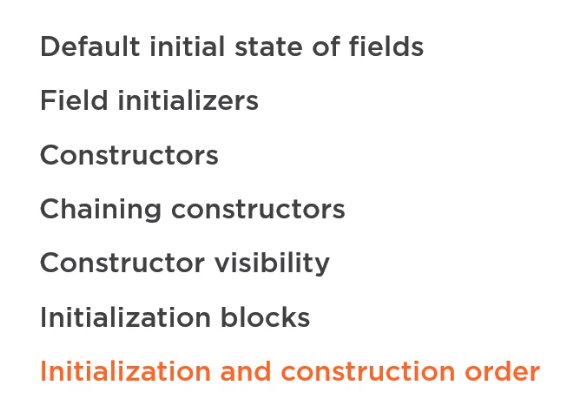 Default initial state of fields
Field initializers
Constructors
Chaining constructors
Constructor visibility
Initialization blocks
Initialization and construction order